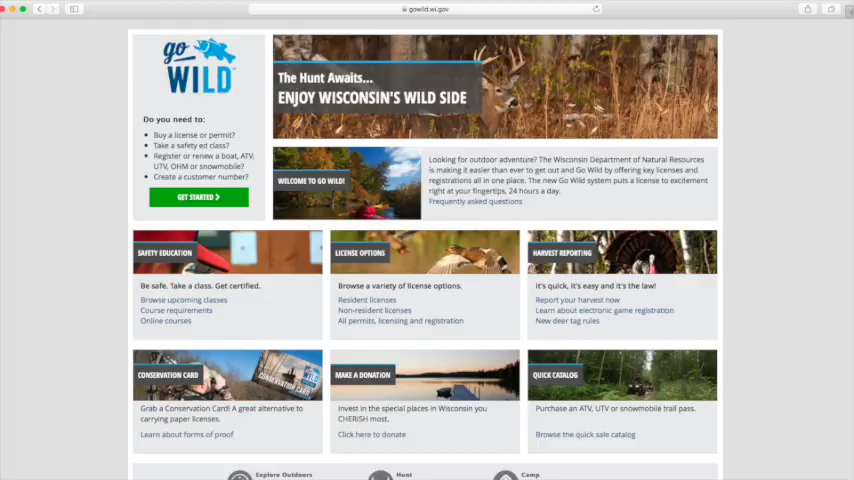 gowild.wi.gov
go
WILD
Do you need to:
Buy a license or permit?
Take a safety ed class?
Register or renew a boat, ATV,
UTV, OHM or snowmobile?
Create a customer number?
GET STARTED
The Hunt Awaits...
ENJOY WISCONSIN'S WILD SIDE
WELCOME TO GO WILD!
Looking for outdoor adventure? The Wisconsin Department of Natural Resources
is making it easier than ever to get out and Go Wild by offering key licenses and
registrations all in one place. The new Go Wild system puts a license to excitement
right at your fingertips, 24 hours a day.
Frequently asked questions
SAFETY EDUCATION
Be safe. Take a class. Get certified.
Browse upcoming classes
Course requirements
Online courses
LICENSE OPTIONS
Browse a variety of license options.
Resident licenses
Non-resident licenses
All permits, licensing and registration
HARVEST REPORTING
It's quick, it's easy and it's the law!
Report your harvest now
Learn about electronic game registration
New deer tag rules
CONSERVATION CARD
CONSERVATION CARD
WILD
Grab a Conservation Card! A great alternative to
carrying paper licenses.
Learn about forms of proof
MAKE A DONATION
Invest in the special places in Wisconsin you
CHERISH most.
Click here to donate
QUICK CATALOG
Purchase an ATV, UTV or snowmobile trail pass.
Browse the quick sale catalog
Explore Outdoors
Hunt
Camp